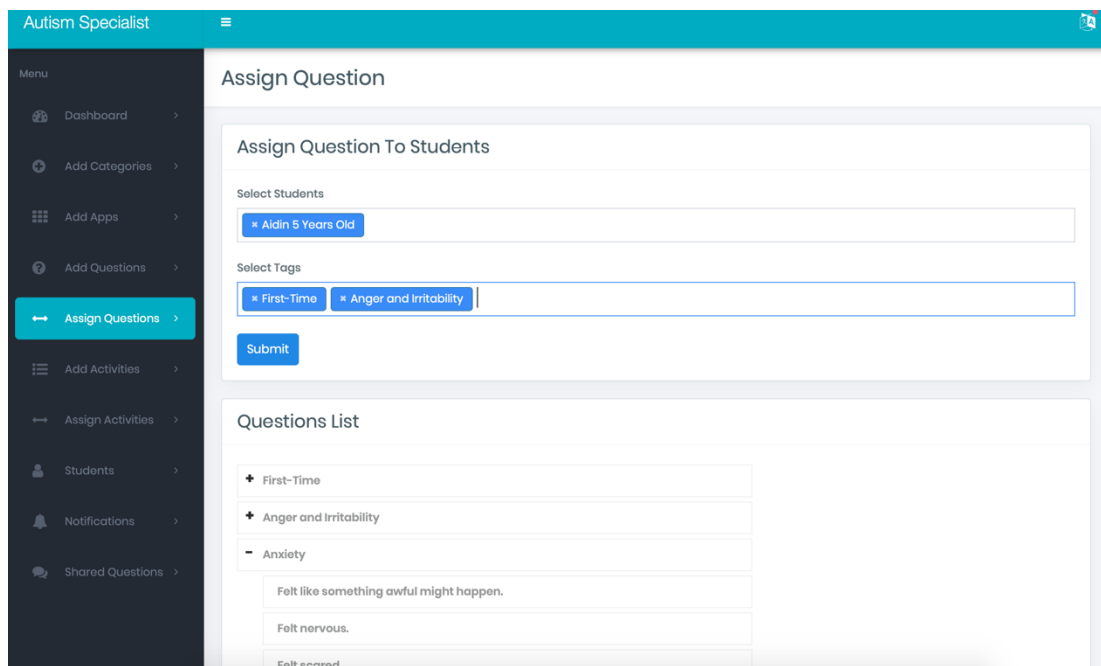 Autism Specialist
Menu
Dashboard
Add Categories
Add Apps
Add Questions
Assign Questions
Add Activities
Assign Activities
Students
Notifications
Shared Questions
Assign Question
Assign Question To Students
Select Students
× Aidin 5 Years Old
Select Tags
× First-Time × Anger and Irritability
Submit
Questions List
First-Time
Anger and Irritability
Anxiety
Felt like something awful might happen.
Felt nervous.
Felt scared